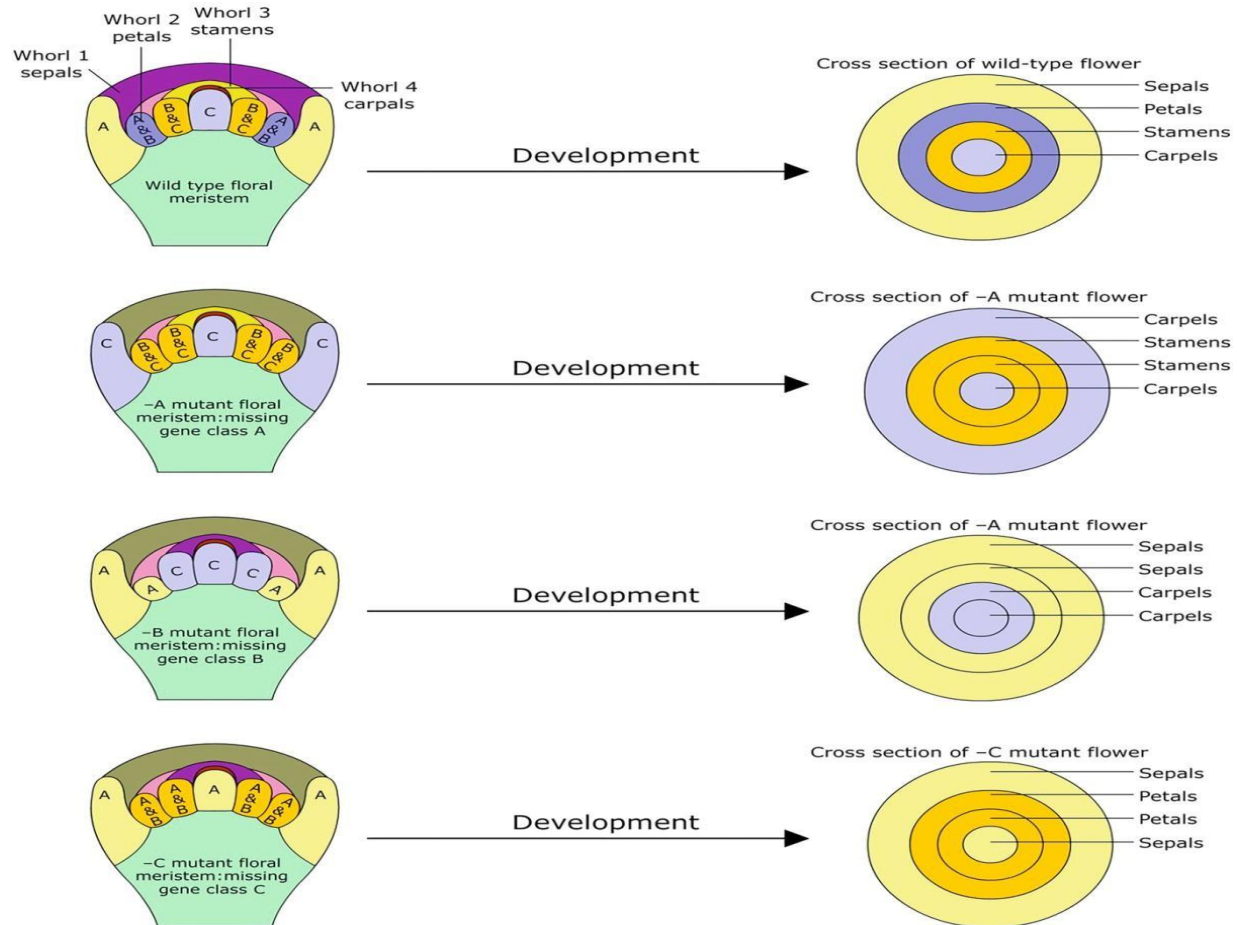 Whorl 1
sepals
Whorl 2
petals
Whorl 3
stamens
Whorl 4
carpals
A
A
&
B
B
&
C
C
B
&
C
A
&
B
A
Wild type floral
meristem
Development
Cross section of wild-type flower
Sepals
Petals
Stamens
Carpels
C
B
&
C
B
&
C
C
B
&
C
B
&
C
C
–A mutant floral
meristem:missing
gene class A
Development
Cross section of –A mutant flower
Carpels
Stamens
Stamens
Carpels
A
A
C
C
C
A
A
–B mutant floral
meristem:missing
gene class B
Development
Cross section of –A mutant flower
Sepals
Sepals
Carpels
Carpels
A
A
&
B
A
&
B
A
A
&
B
A
&
B
A
–C mutant floral
meristem:missing
gene class C
Development
Cross section of –C mutant flower
Sepals
Petals
Petals
Sepals